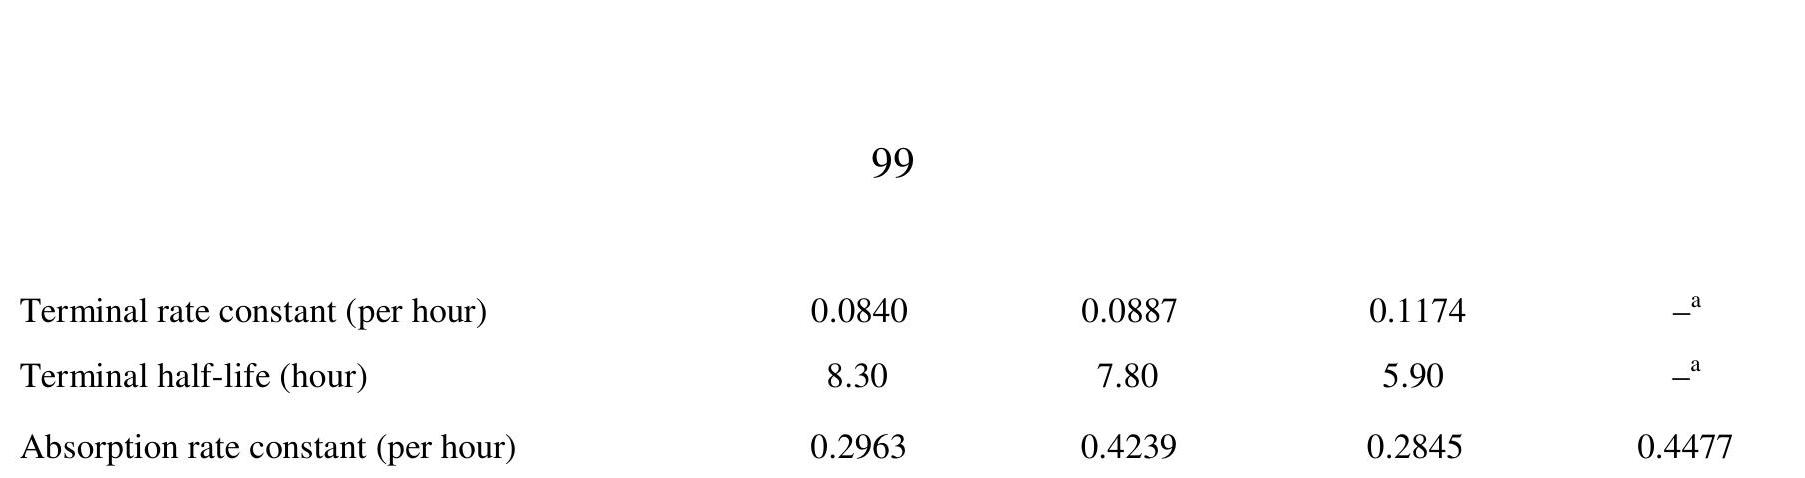 99
Terminal rate constant (per hour) 0.0840 0.0887 0.1174 –ᵃ
Terminal half-life (hour) 8.30 7.80 5.90 –ᵃ
Absorption rate constant (per hour) 0.2963 0.4239 0.2845 0.4477